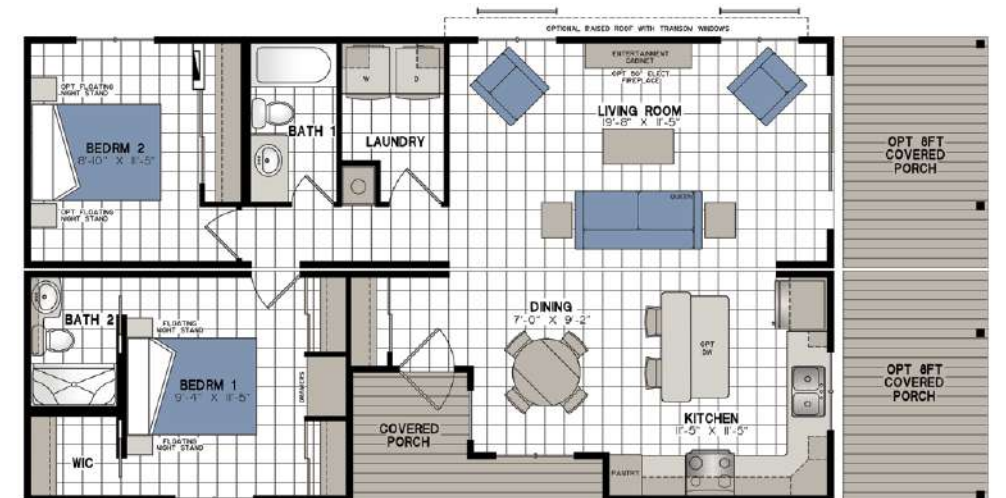 OPTIONAL RAISED ROOF WITH TRANSOM WINDOWS
ENTERTAINMENT
CABINET
OPT 50" ELECT
FIREPLACE
OPT FLOATING
NIGHT STAND
BEDRM 2
8'-10" X 11'-5"
OPT FLOATING
NIGHT STAND
BATH 1
W
D
LAUNDRY
LIVING ROOM
19'-8" X 11'-5"
QUEEN
OPT 8FT
COVERED
PORCH
BATH 2
FLOATING
NIGHT STAND
BEDRM 1
9'-4" X 11'-5"
FLOATING
NIGHT STAND
WIC
DRAWERS
COVERED
PORCH
DINING
7'-0" X 9'-2"
OPT
DW
KITCHEN
11'-5" X 11'-5"
PANTRY
OPT 8FT
COVERED
PORCH